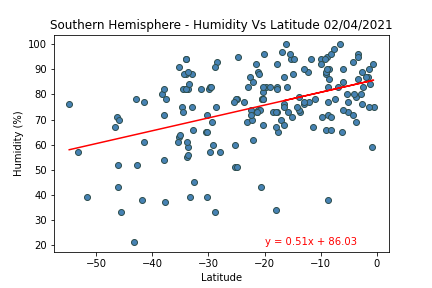 Southern Hemisphere - Humidity Vs Latitude 02/04/2021
Humidity (%)
100
90
80
70
60
50
40
30
20
y = 0.51x + 86.03
−50 −40 −30 −20 −10 0
Latitude